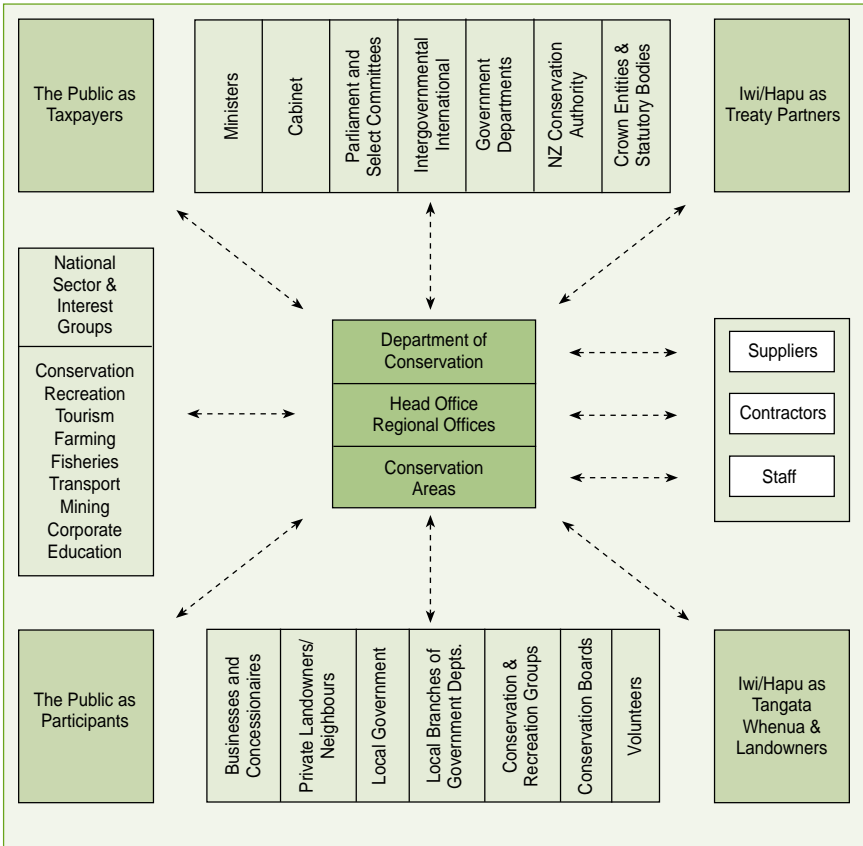 The Public as
Taxpayers
Ministers
Cabinet
Parliament and
Select Committees
Intergovernmental
International
Government
Departments
NZ Conservation
Authority
Crown Entities &
Statutory Bodies
Iwi/Hapu as
Treaty Partners
National
Sector &
Interest
Groups
Conservation
Recreation
Tourism
Farming
Fisheries
Transport
Mining
Corporate
Education
Department of
Conservation
Head Office
Regional Offices
Conservation
Areas
Suppliers
Contractors
Staff
The Public as
Participants
Businesses and
Concessionaires
Private Landowners/
Neighbours
Local Government
Local Branches of
Government Depts.
Conservation &
Recreation Groups
Conservation Boards
Volunteers
Iwi/Hapu as
Tangata
Whenua &
Landowners